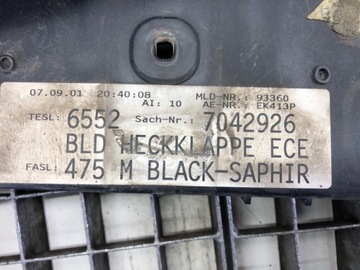 07.09.01 20:40:08 MLD-NR.: 93360
AI: 10 AE-NR.: EK413P
TESL: 6552 Sach-Nr.: 7042926
BLD HECKKLAPPE ECE
FASL: 475 M BLACK-SAPHIR